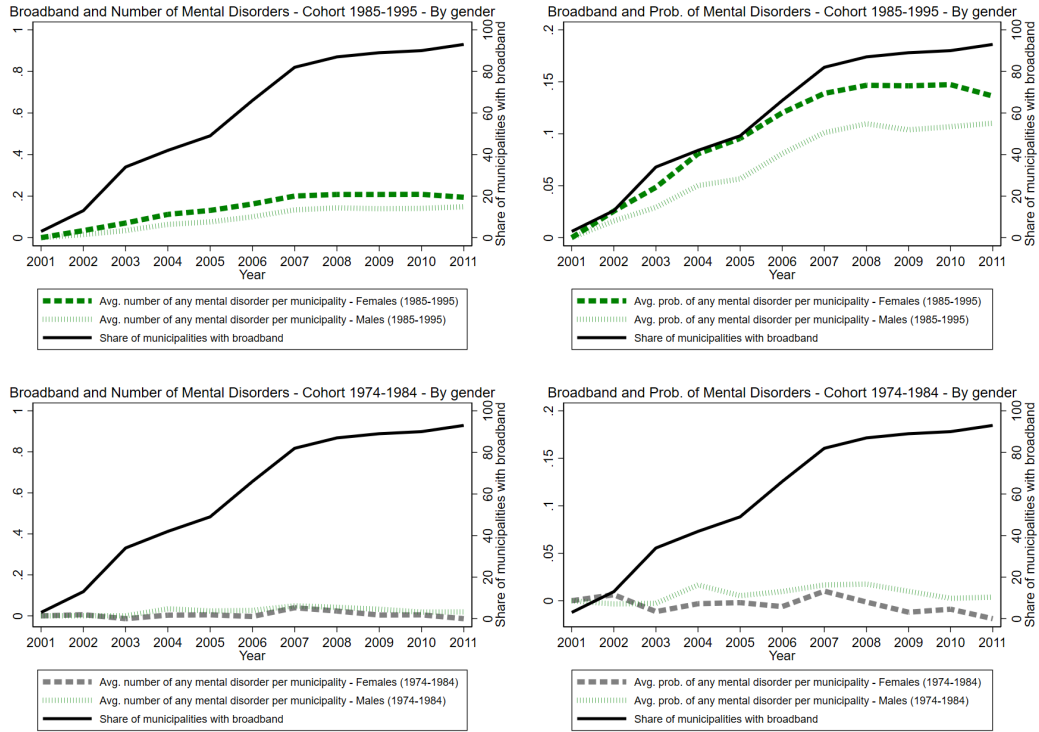 Broadband and Number of Mental Disorders - Cohort 1985-1995 - By gender
0 .2 .4 .6 .8 1
0 20 40 60 80 100
Share of municipalities with broadband
2001 2002 2003 2004 2005 2006 2007 2008 2009 2010 2011
Year
Avg. number of any mental disorder per municipality - Females (1985-1995)
Avg. number of any mental disorder per municipality - Males (1985-1995)
Share of municipalities with broadband
Broadband and Prob. of Mental Disorders - Cohort 1985-1995 - By gender
0 .05 .1 .15 .2
0 20 40 60 80 100
Share of municipalities with broadband
2001 2002 2003 2004 2005 2006 2007 2008 2009 2010 2011
Year
Avg. prob. of any mental disorder per municipality - Females (1985-1995)
Avg. prob. of any mental disorder per municipality - Males (1985-1995)
Share of municipalities with broadband
Broadband and Number of Mental Disorders - Cohort 1974-1984 - By gender
0 .2 .4 .6 .8 1
0 20 40 60 80 100
Share of municipalities with broadband
2001 2002 2003 2004 2005 2006 2007 2008 2009 2010 2011
Year
Avg. number of any mental disorder per municipality - Females (1974-1984)
Avg. number of any mental disorder per municipality - Males (1974-1984)
Share of municipalities with broadband
Broadband and Prob. of Mental Disorders - Cohort 1974-1984 - By gender
0 .05 .1 .15 .2
0 20 40 60 80 100
Share of municipalities with broadband
2001 2002 2003 2004 2005 2006 2007 2008 2009 2010 2011
Year
Avg. prob. of any mental disorder per municipality - Females (1974-1984)
Avg. prob. of any mental disorder per municipality - Males (1974-1984)
Share of municipalities with broadband